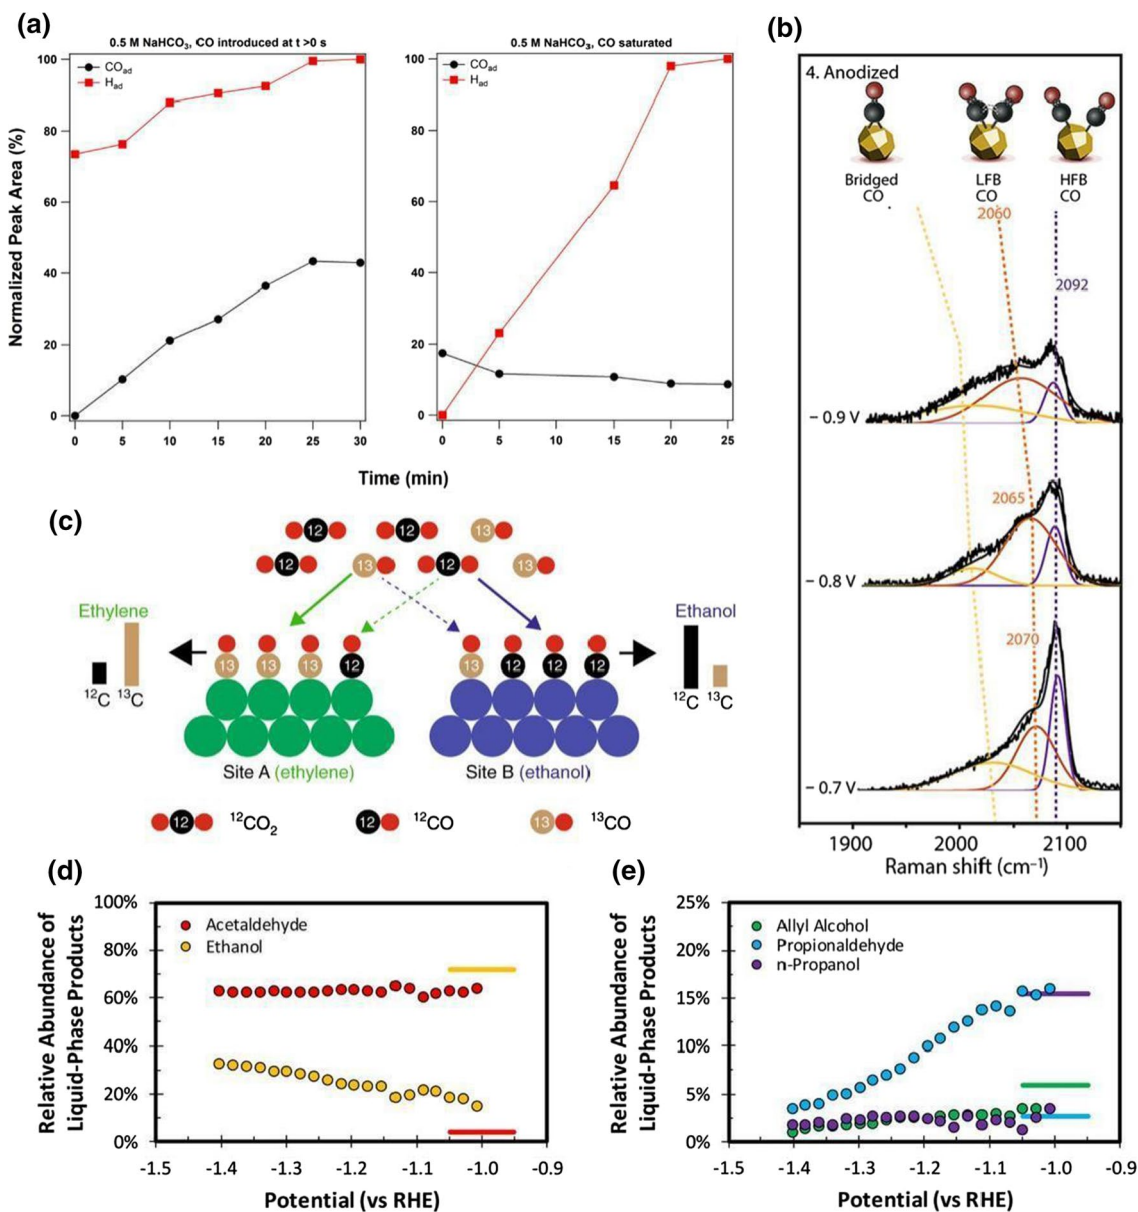 (a)
0.5 M NaHCO3, CO introduced at t >0 s
COad
Had
100
80
60
40
20
0
0 5 10 15 20 25 30
Normalized Peak Area (%)
0.5 M NaHCO3, CO saturated
COad
Had
100
80
60
40
20
0
0 5 10 15 20 25
Time (min)
(b)
4. Anodized
Bridged CO
LFB CO
HFB CO
2060
2092
– 0.9 V
2065
– 0.8 V
2070
– 0.7 V
1900 2000 2100
Raman shift (cm⁻¹)
(c)
12 12 13
12 13 12 13
Ethylene
12C 13C
13 13 13 12
Site A (ethylene)
13 12 12 12
Site B (ethanol)
Ethanol
12C 13C
12 12CO2
12 12CO
13 13CO
(d)
Relative Abundance of
Liquid-Phase Products
100%
80%
60%
40%
20%
0%
Acetaldehyde
Ethanol
-1.5 -1.4 -1.3 -1.2 -1.1 -1.0 -0.9
Potential (vs RHE)
(e)
Relative Abundance of
Liquid-Phase Products
25%
20%
15%
10%
5%
0%
Allyl Alcohol
Propionaldehyde
n-Propanol
-1.5 -1.4 -1.3 -1.2 -1.1 -1.0 -0.9
Potential (vs RHE)